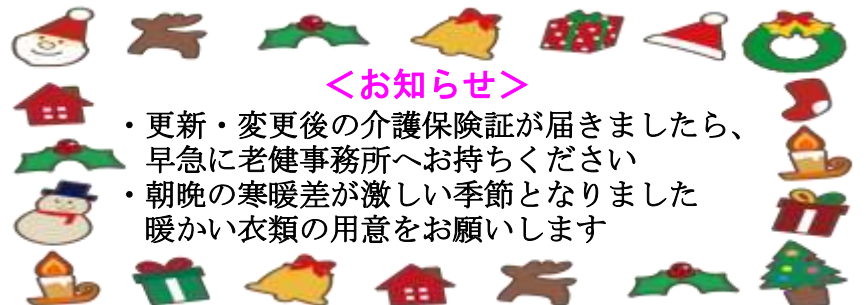 ＜お知らせ＞
・更新・変更後の介護保険証が届きましたら、
早急に老健事務所へお持ちください
・朝晩の寒暖差が激しい季節となりました
暖かい衣類の用意をお願いします